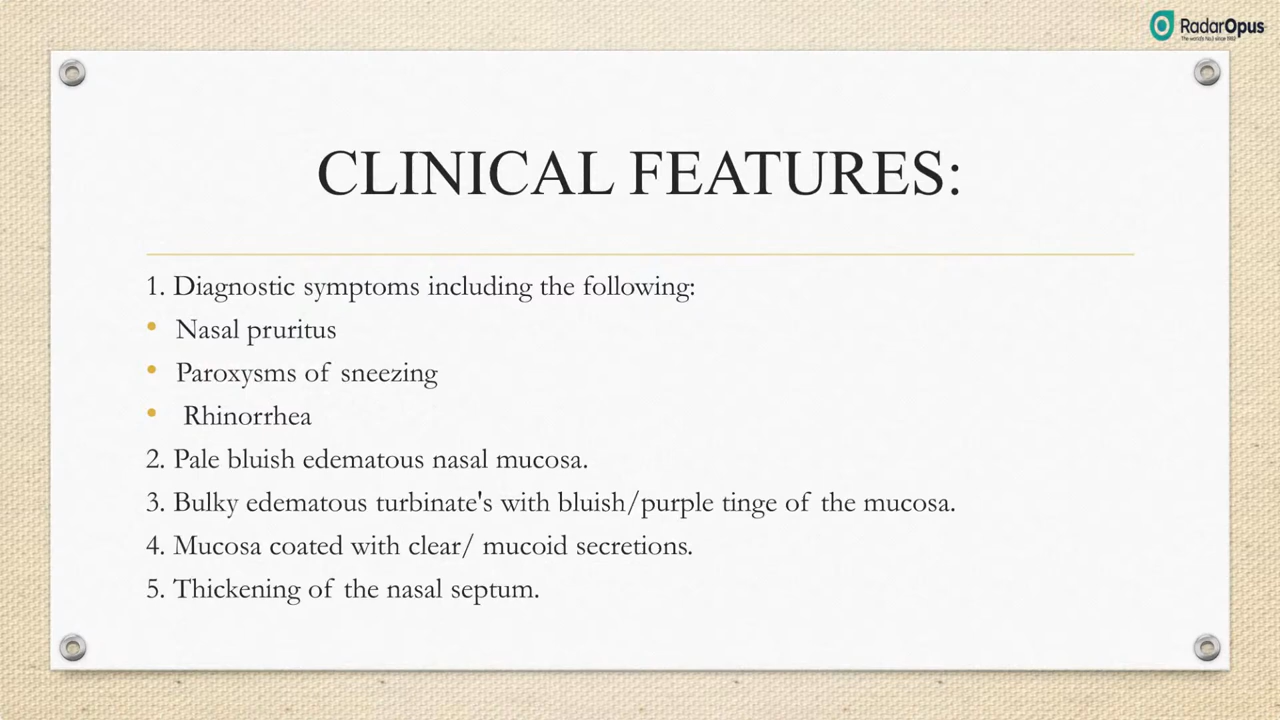 RadarOpus
CLINICAL FEATURES:
1. Diagnostic symptoms including the following:
• Nasal pruritus
• Paroxysms of sneezing
• Rhinorrhea
2. Pale bluish edematous nasal mucosa.
3. Bulky edematous turbinate's with bluish/purple tinge of the mucosa.
4. Mucosa coated with clear/ mucoid secretions.
5. Thickening of the nasal septum.